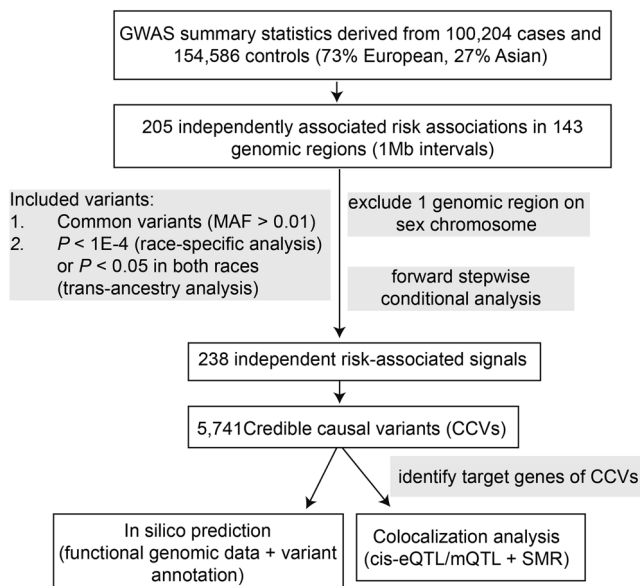 GWAS summary statistics derived from 100,204 cases and
154,586 controls (73% European, 27% Asian)
205 independently associated risk associations in 143
genomic regions (1Mb intervals)
Included variants:
1. Common variants (MAF > 0.01)
2. P < 1E-4 (race-specific analysis)
or P < 0.05 in both races
(trans-ancestry analysis)
exclude 1 genomic region on
sex chromosome
forward stepwise
conditional analysis
238 independent risk-associated signals
5,741Credible causal variants (CCVs)
identify target genes of CCVs
In silico prediction
(functional genomic data + variant
annotation)
Colocalization analysis
(cis-eQTL/mQTL + SMR)